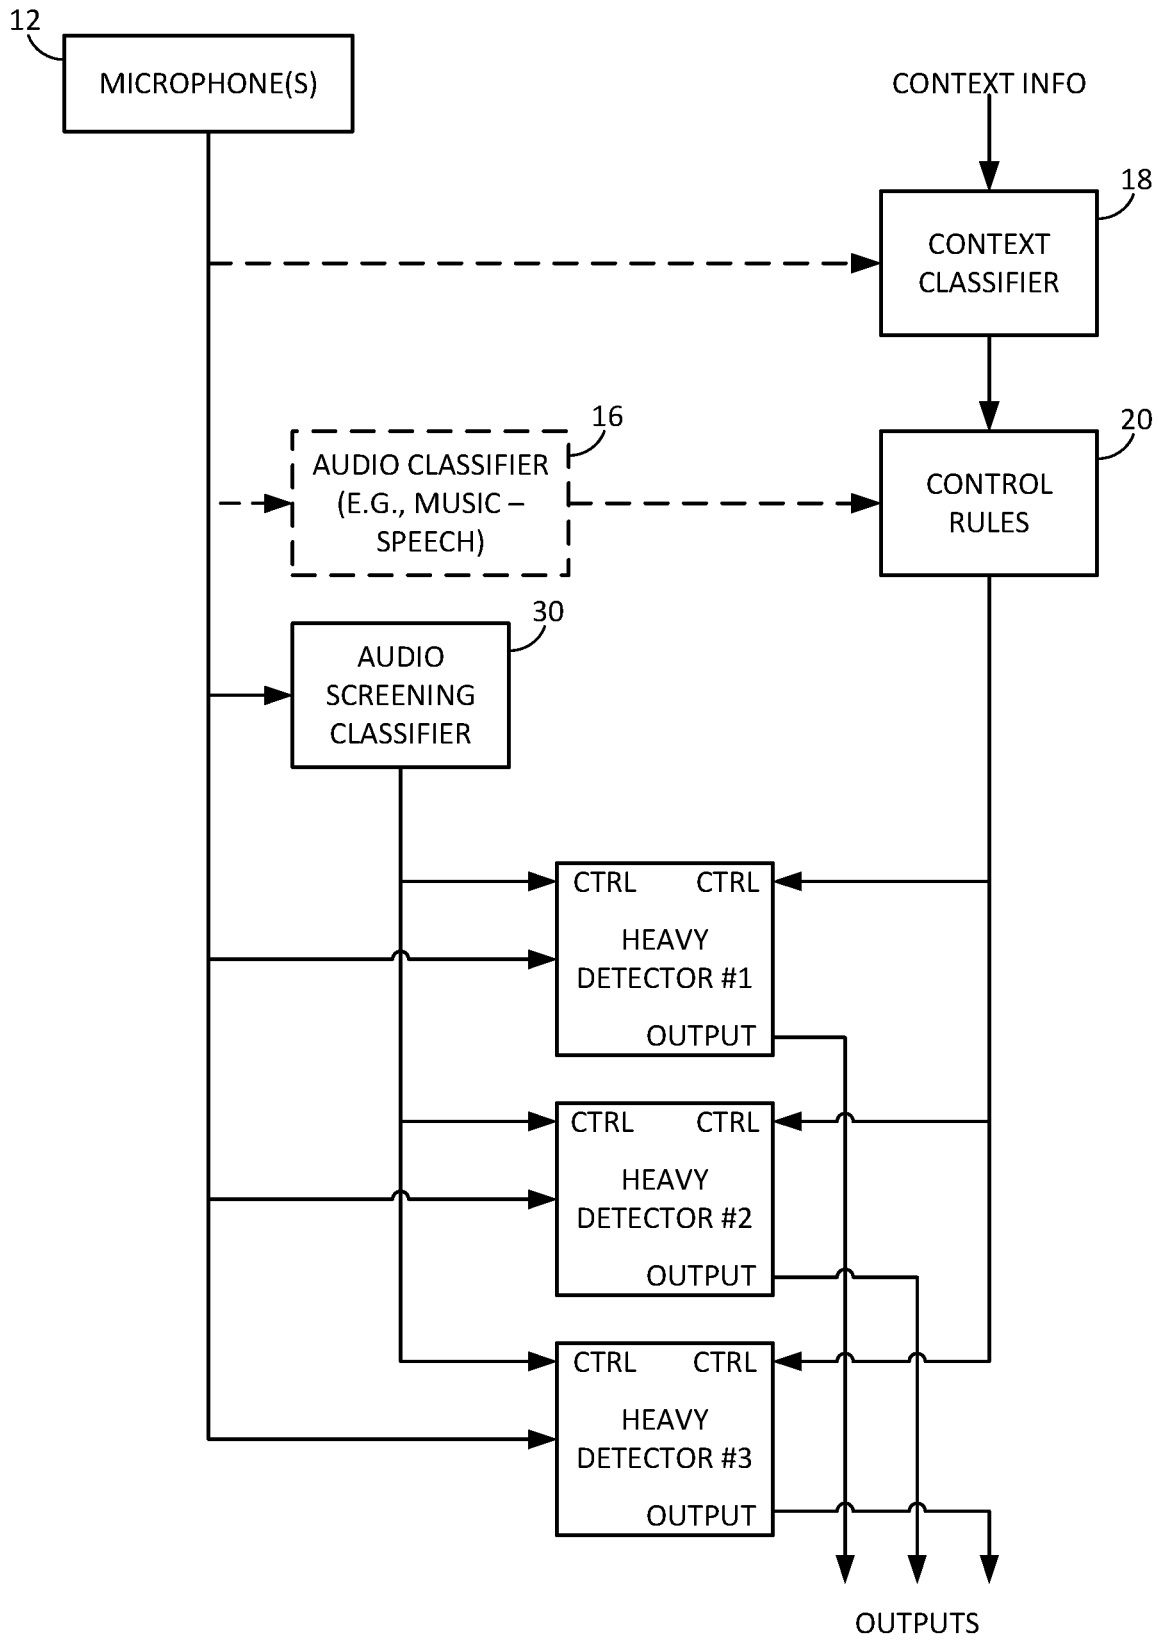 12
MICROPHONE(S)
CONTEXT INFO
18
CONTEXT
CLASSIFIER
16
AUDIO CLASSIFIER
(E.G., MUSIC –
SPEECH)
20
CONTROL
RULES
30
AUDIO
SCREENING
CLASSIFIER
CTRL CTRL
HEAVY
DETECTOR #1
OUTPUT
CTRL CTRL
HEAVY
DETECTOR #2
OUTPUT
CTRL CTRL
HEAVY
DETECTOR #3
OUTPUT
OUTPUTS